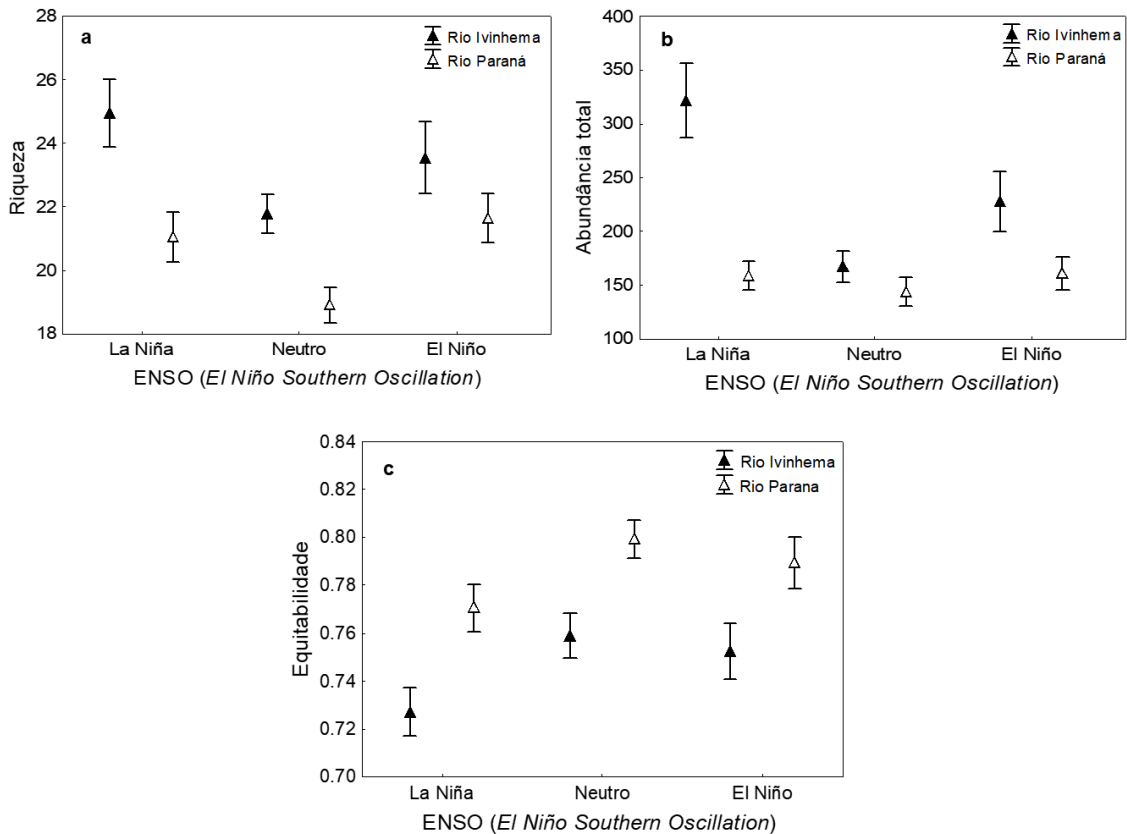 a
Rio Ivinhema
Rio Paraná
28
26
24
22
20
18
Riqueza
La Niña Neutro El Niño
ENSO (El Niño Southern Oscillation)
b
Rio Ivinhema
Rio Paraná
400
350
300
250
200
150
100
Abundância total
La Niña Neutro El Niño
ENSO (El Niño Southern Oscillation)
c
Rio Ivinhema
Rio Parana
0.84
0.82
0.80
0.78
0.76
0.74
0.72
0.70
Equitabilidade
La Niña Neutro El Niño
ENSO (El Niño Southern Oscillation)